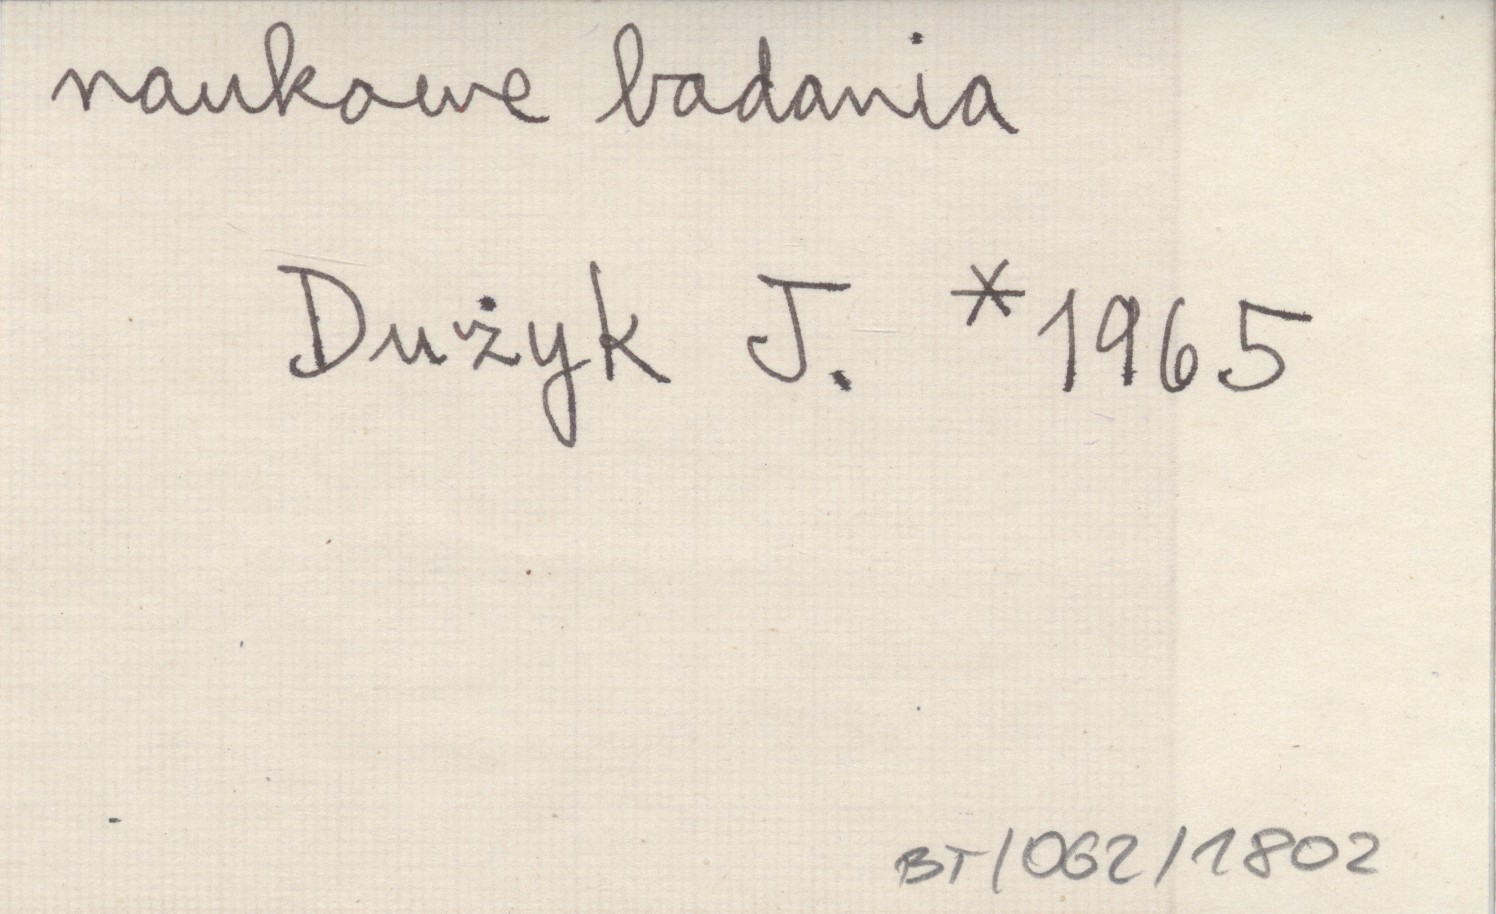 naukowe badania
Dużyk J. *1965
BT/062/1802